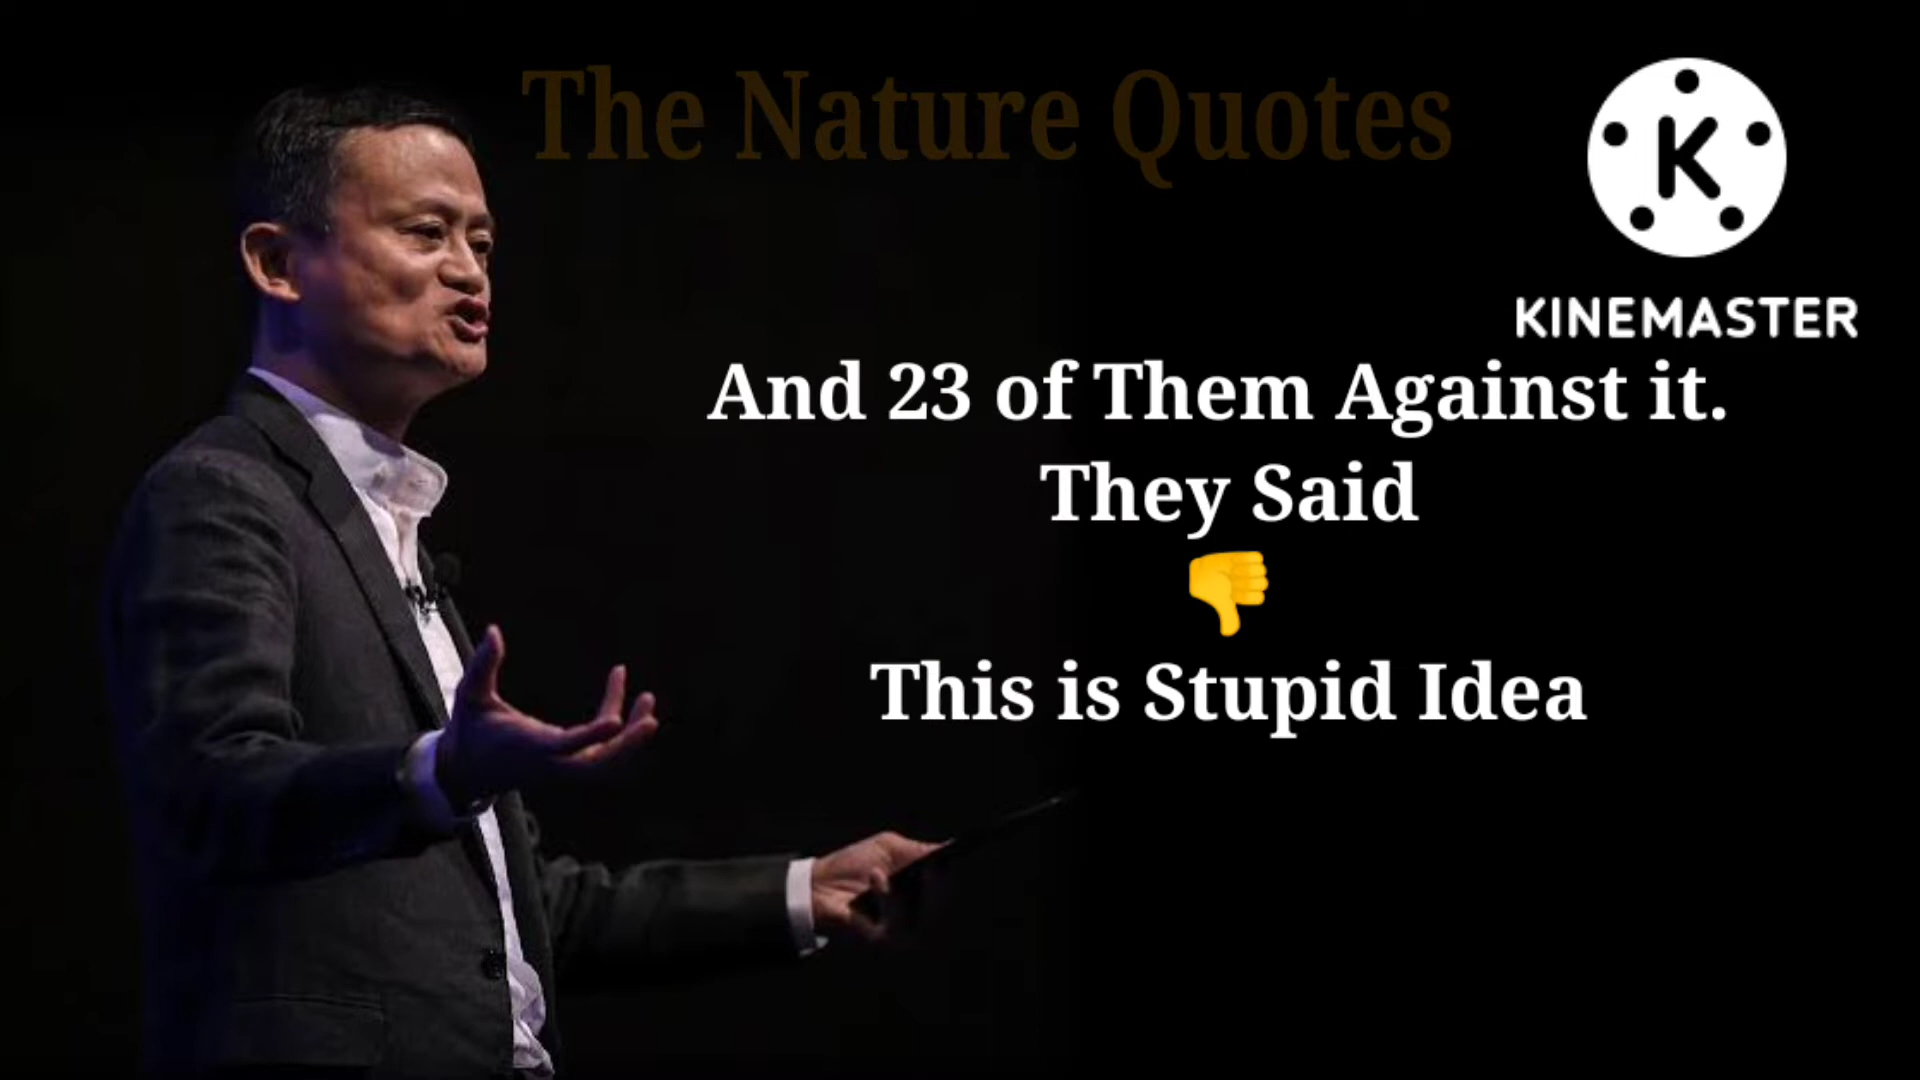 The Nature Quotes
K
KINEMASTER
And 23 of Them Against it.
They Said
👎
This is Stupid Idea